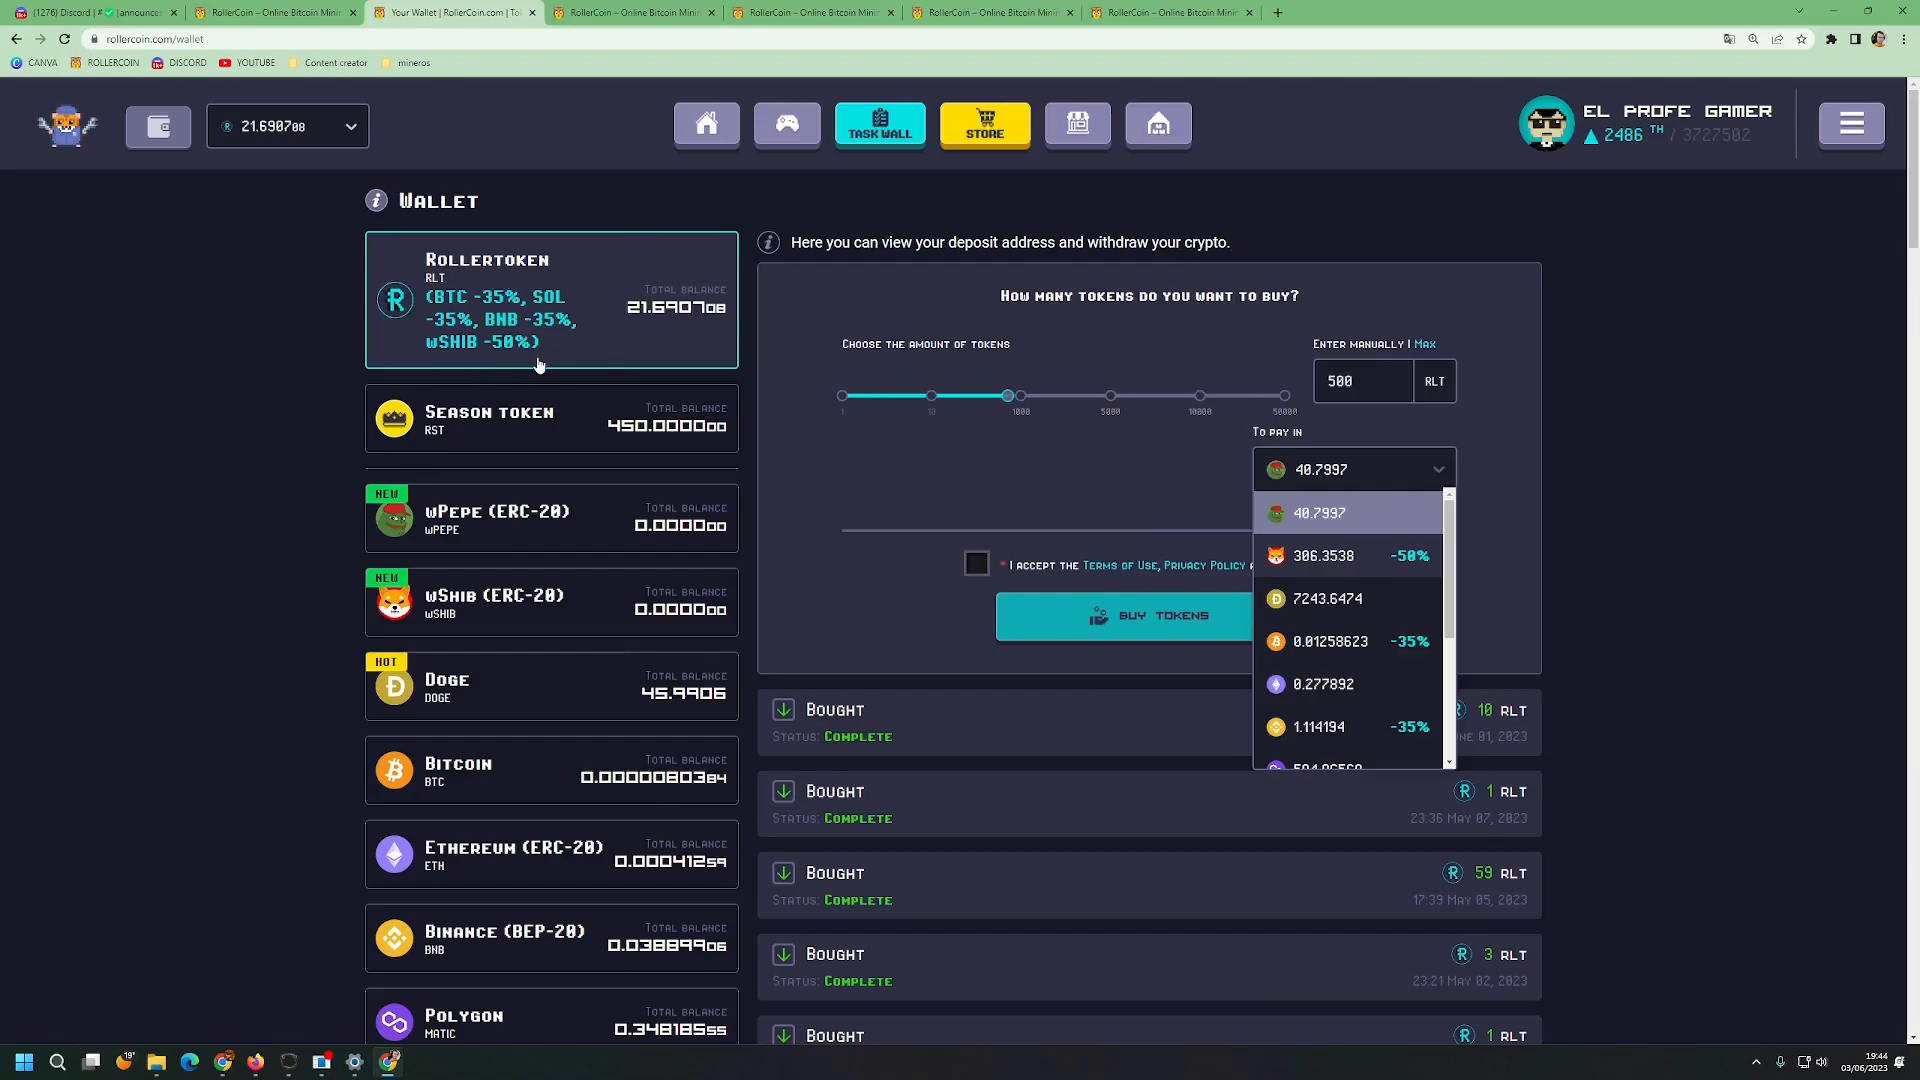 (1276) Discord | #✅|announcem
RollerCoin – Online Bitcoin Minin
Your Wallet | RollerCoin.com | To
RollerCoin – Online Bitcoin Minin
RollerCoin – Online Bitcoin Minin
RollerCoin – Online Bitcoin Minin
RollerCoin – Online Bitcoin Minin
rollercoin.com/wallet
CANVA
ROLLERCOIN
DISCORD
YOUTUBE
Content creator
mineros
21.690708
TASK WALL
STORE
EL PROFE GAMER
2486 TH / 3727502
WALLET
ROLLERTOKEN
RLT
(BTC -35%, SOL
-35%, BNB -35%,
wSHIB -50%)
TOTAL BALANCE
21.690708
SEASON TOKEN
RST
TOTAL BALANCE
450.000000
NEW
wPEPE (ERC-20)
wPEPE
TOTAL BALANCE
0.000000
NEW
wSHIB (ERC-20)
wSHIB
TOTAL BALANCE
0.000000
HOT
DOGE
DOGE
TOTAL BALANCE
45.9906
BITCOIN
BTC
TOTAL BALANCE
0.0000080384
ETHEREUM (ERC-20)
ETH
TOTAL BALANCE
0.00041259
BINANCE (BEP-20)
BNB
TOTAL BALANCE
0.03889906
POLYGON
MATIC
TOTAL BALANCE
0.34818555
Here you can view your deposit address and withdraw your crypto.
HOW MANY TOKENS DO YOU WANT TO BUY?
CHOOSE THE AMOUNT OF TOKENS
1 10 1000 5000 10000 50000
ENTER MANUALLY | MAX
500 RLT
TO PAY IN
40.7997
40.7997
306.3538 -50%
7243.6474
0.01258623 -35%
0.277892
1.114194 -35%
* I ACCEPT THE TERMS OF USE, PRIVACY POLICY
BUY TOKENS
BOUGHT
STATUS: COMPLETE
10 RLT
NE 01, 2023
BOUGHT
STATUS: COMPLETE
1 RLT
23:36 MAY 07, 2023
BOUGHT
STATUS: COMPLETE
59 RLT
17:39 MAY 05, 2023
BOUGHT
STATUS: COMPLETE
3 RLT
23:21 MAY 02, 2023
BOUGHT
1 RLT
19°
19:44
03/06/2023